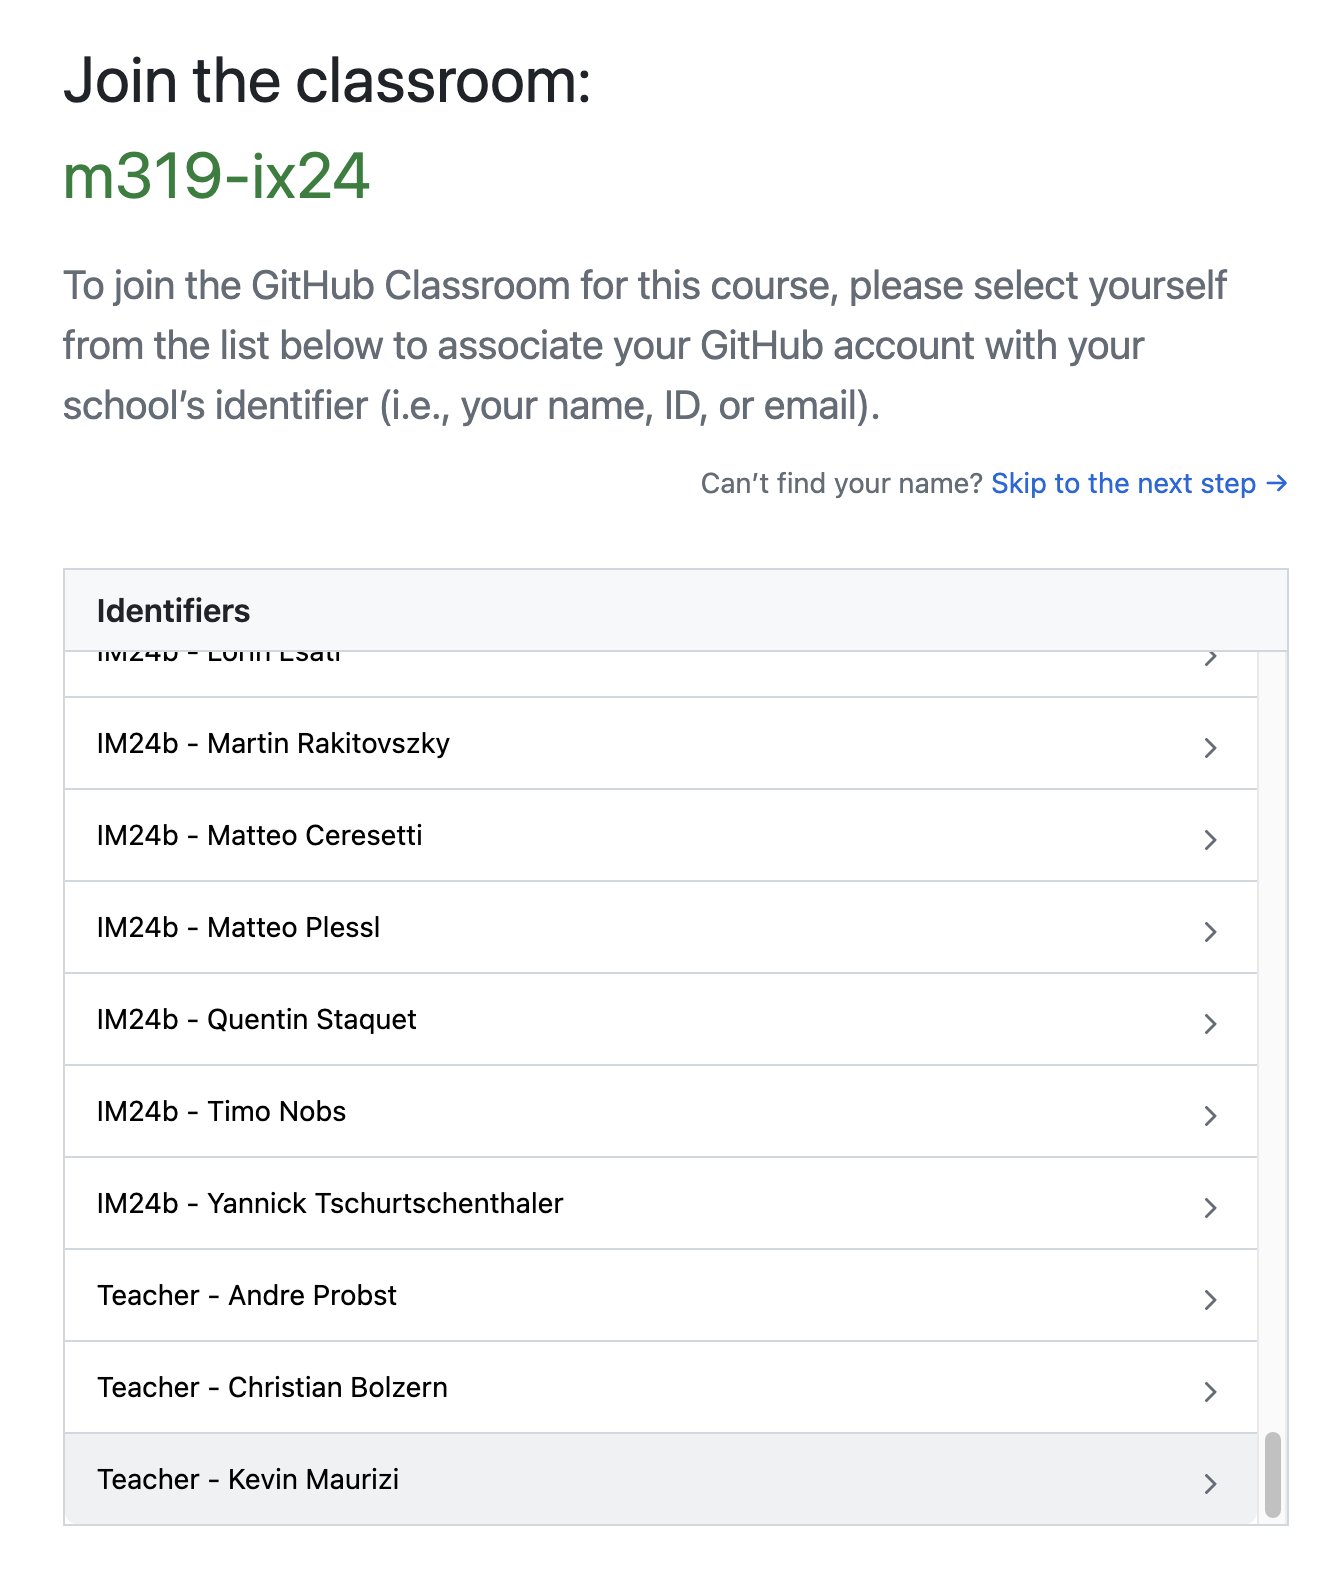 Join the classroom:
m319-ix24
To join the GitHub Classroom for this course, please select yourself
from the list below to associate your GitHub account with your
school’s identifier (i.e., your name, ID, or email).
Can’t find your name? Skip to the next step →
Identifiers
IM24b - Lorin Esati
IM24b - Martin Rakitovszky
IM24b - Matteo Ceresetti
IM24b - Matteo Plessl
IM24b - Quentin Staquet
IM24b - Timo Nobs
IM24b - Yannick Tschurtschenthaler
Teacher - Andre Probst
Teacher - Christian Bolzern
Teacher - Kevin Maurizi